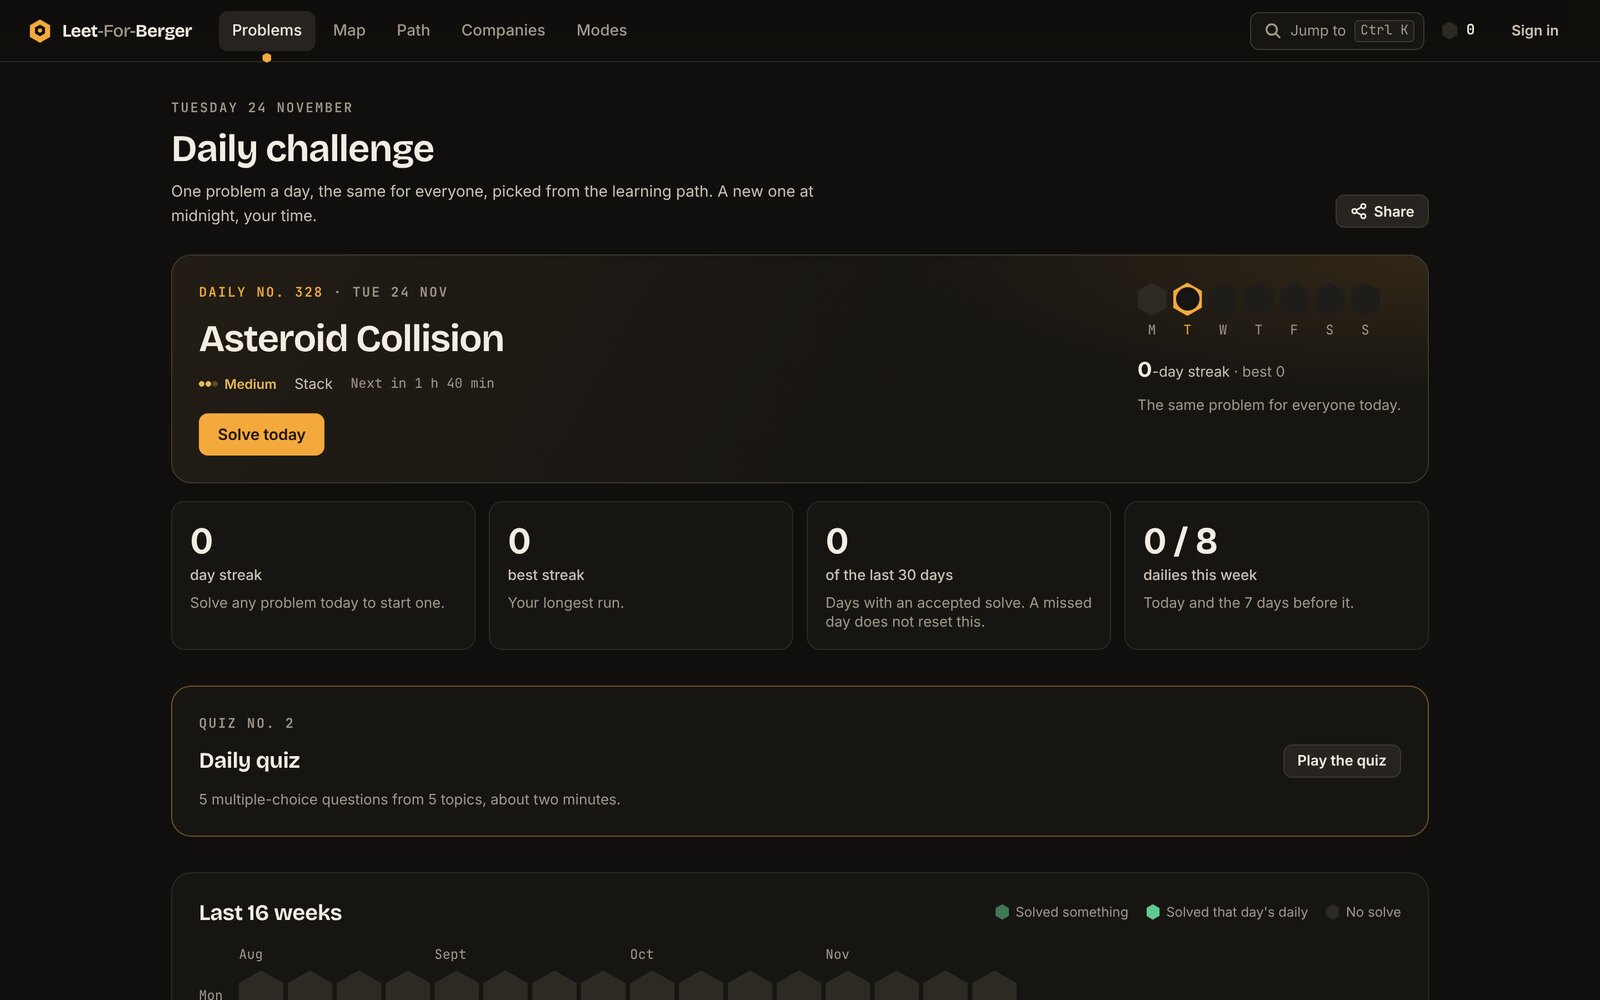 Leet-For-Berger
Problems
Map
Path
Companies
Modes
Jump to
Ctrl K
0
Sign in
TUESDAY 24 NOVEMBER
Daily challenge
One problem a day, the same for everyone, picked from the learning path. A new one at
midnight, your time.
Share
DAILY NO. 328 · TUE 24 NOV
Asteroid Collision
Medium
Stack
Next in 1 h 40 min
Solve today
M T W T F S S
0-day streak · best 0
The same problem for everyone today.
0
day streak
Solve any problem today to start one.
0
best streak
Your longest run.
0
of the last 30 days
Days with an accepted solve. A missed
day does not reset this.
0 / 8
dailies this week
Today and the 7 days before it.
QUIZ NO. 2
Daily quiz
5 multiple-choice questions from 5 topics, about two minutes.
Play the quiz
Last 16 weeks
Solved something
Solved that day's daily
No solve
Aug
Sept
Oct
Nov
Mon